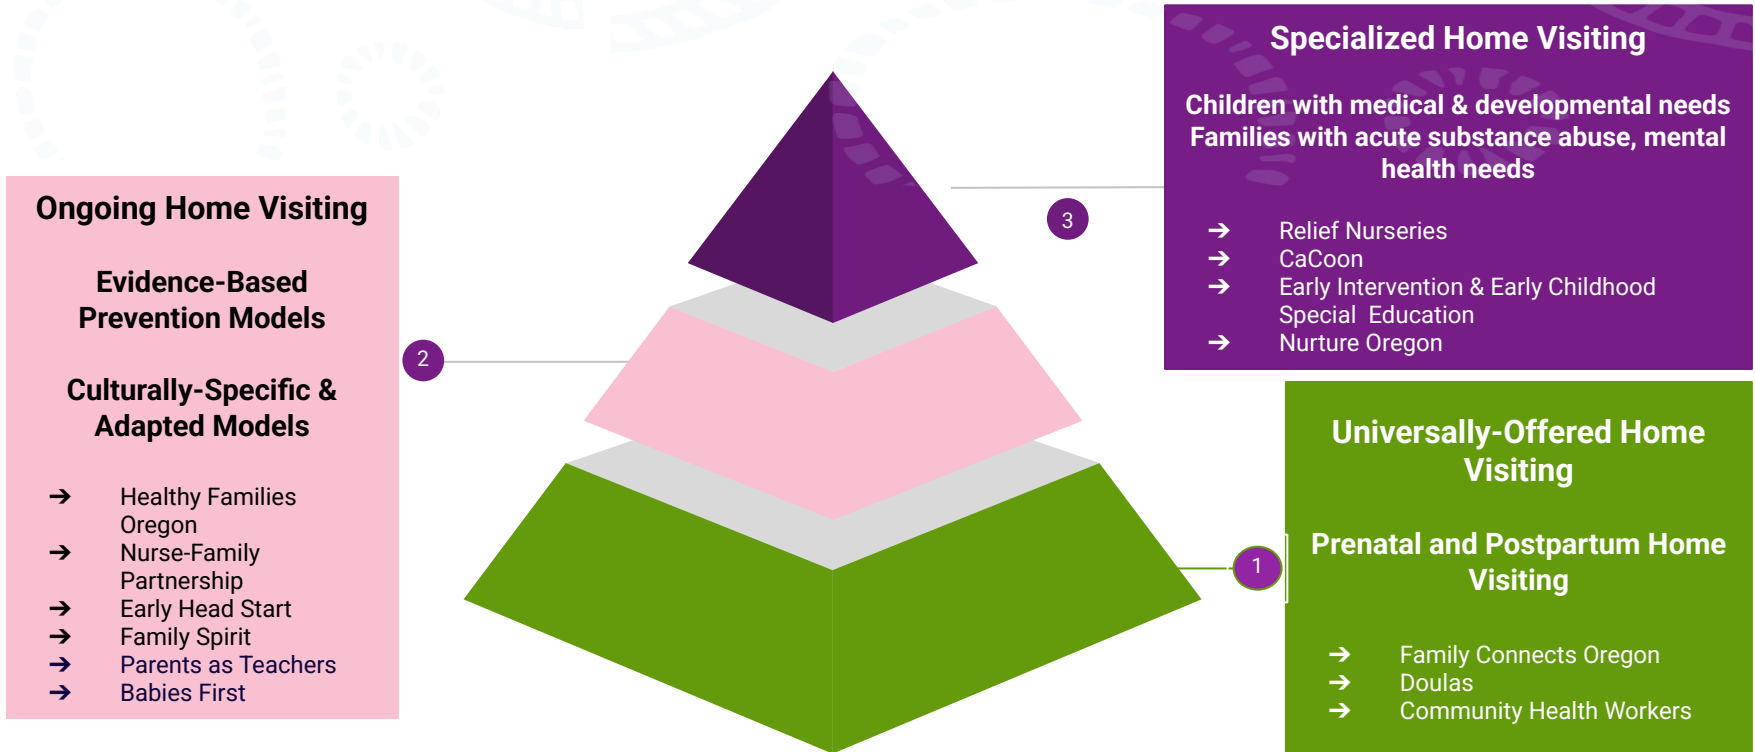 Specialized Home Visiting
Children with medical & developmental needs
Families with acute substance abuse, mental
health needs
➔ Relief Nurseries
➔ CaCoon
➔ Early Intervention & Early Childhood
Special Education
➔ Nurture Oregon
3
Ongoing Home Visiting
Evidence-Based
Prevention Models
Culturally-Specific &
Adapted Models
➔ Healthy Families
Oregon
➔ Nurse-Family
Partnership
➔ Early Head Start
➔ Family Spirit
➔ Parents as Teachers
➔ Babies First
2
Universally-Offered Home
Visiting
Prenatal and Postpartum Home
Visiting
➔ Family Connects Oregon
➔ Doulas
➔ Community Health Workers
1